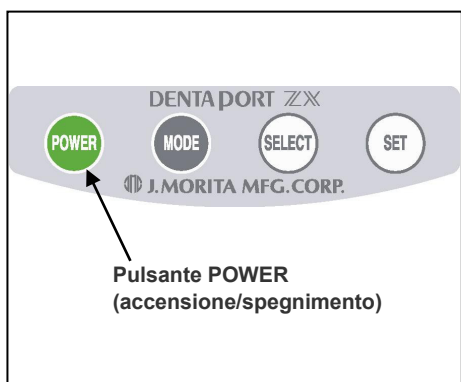 DENTA PORT ZX
POWER MODE SELECT SET
J.MORITA MFG.CORP.
Pulsante POWER
(accensione/spegnimento)